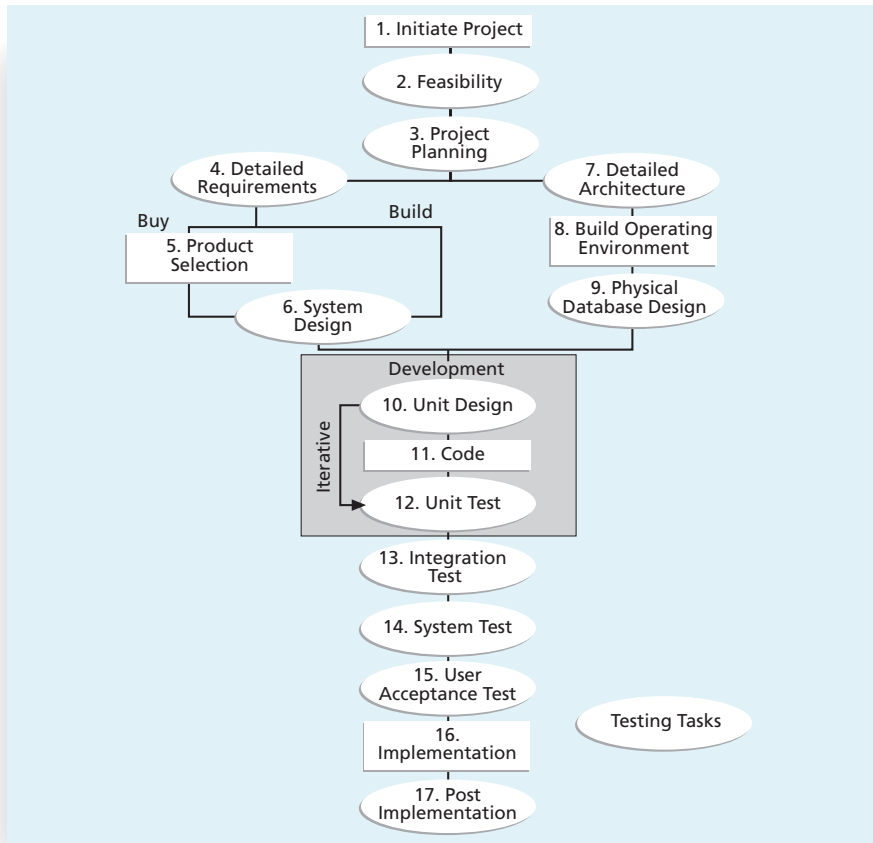 1. Initiate Project
2. Feasibility
3. Project
Planning
4. Detailed
Requirements
7. Detailed
Architecture
Buy
Build
5. Product
Selection
8. Build Operating
Environment
6. System
Design
9. Physical
Database Design
Development
10. Unit Design
Iterative
11. Code
12. Unit Test
13. Integration
Test
14. System Test
15. User
Acceptance Test
Testing Tasks
16.
Implementation
17. Post
Implementation